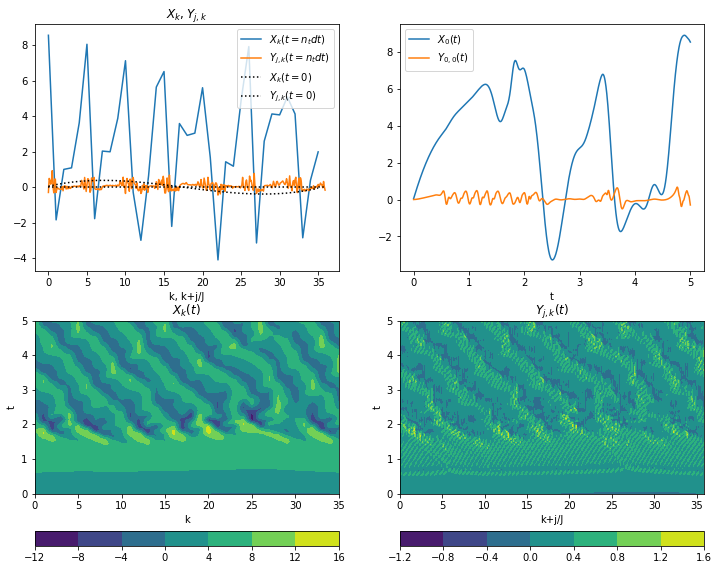 X_k, Y_{j,k}
X_k(t = n_t dt)
Y_{j,k}(t = n_t dt)
X_k(t = 0)
Y_{j,k}(t = 0)
8
6
4
2
0
−2
−4
0 5 10 15 20 25 30 35
k, k+j/J
X_0(t)
Y_{0,0}(t)
8
6
4
2
0
−2
0 1 2 3 4 5
t
X_k(t)
5
4
3
2
1
0
t
0 5 10 15 20 25 30 35
k
−12 −8 −4 0 4 8 12 16
Y_{j,k}(t)
5
4
3
2
1
0
t
0 5 10 15 20 25 30 35
k+j/J
−1.2 −0.8 −0.4 0.0 0.4 0.8 1.2 1.6